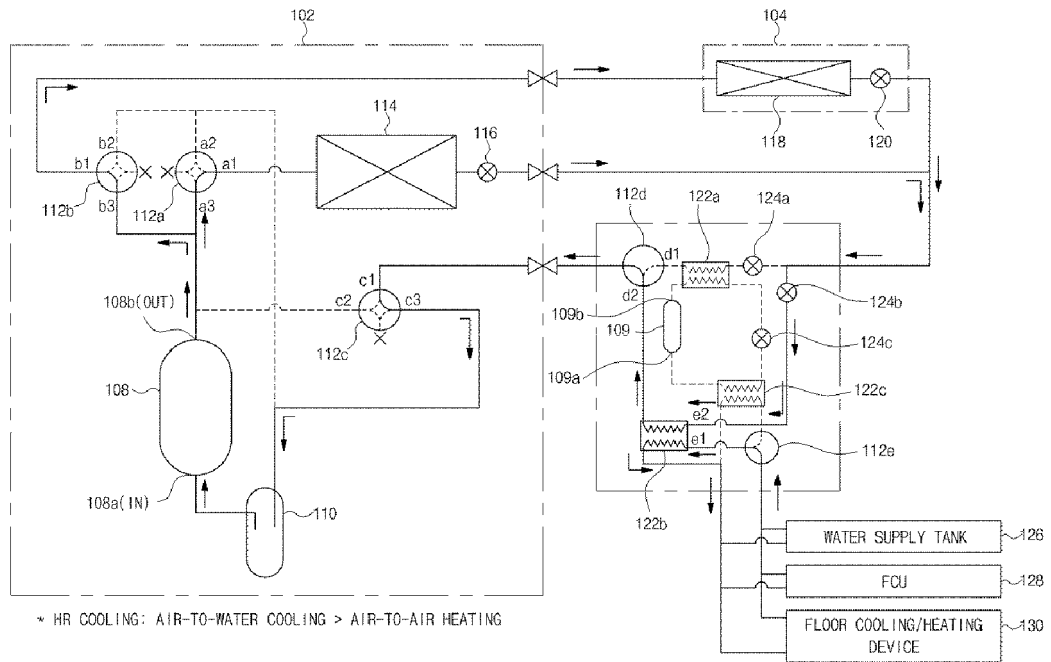 102
104
114
116
118
120
b2
a2
b1
a1
112b
b3
112a
a3
112d
122a
124a
d1
d2
c1
c2
c3
112c
108b(OUT)
109b
109
109a
124b
124c
122c
108
e2
e1
112e
108a(IN)
110
122b
WATER SUPPLY TANK
126
FCU
128
FLOOR COOLING/HEATING
DEVICE
130
* HR COOLING: AIR-TO-WATER COOLING > AIR-TO-AIR HEATING